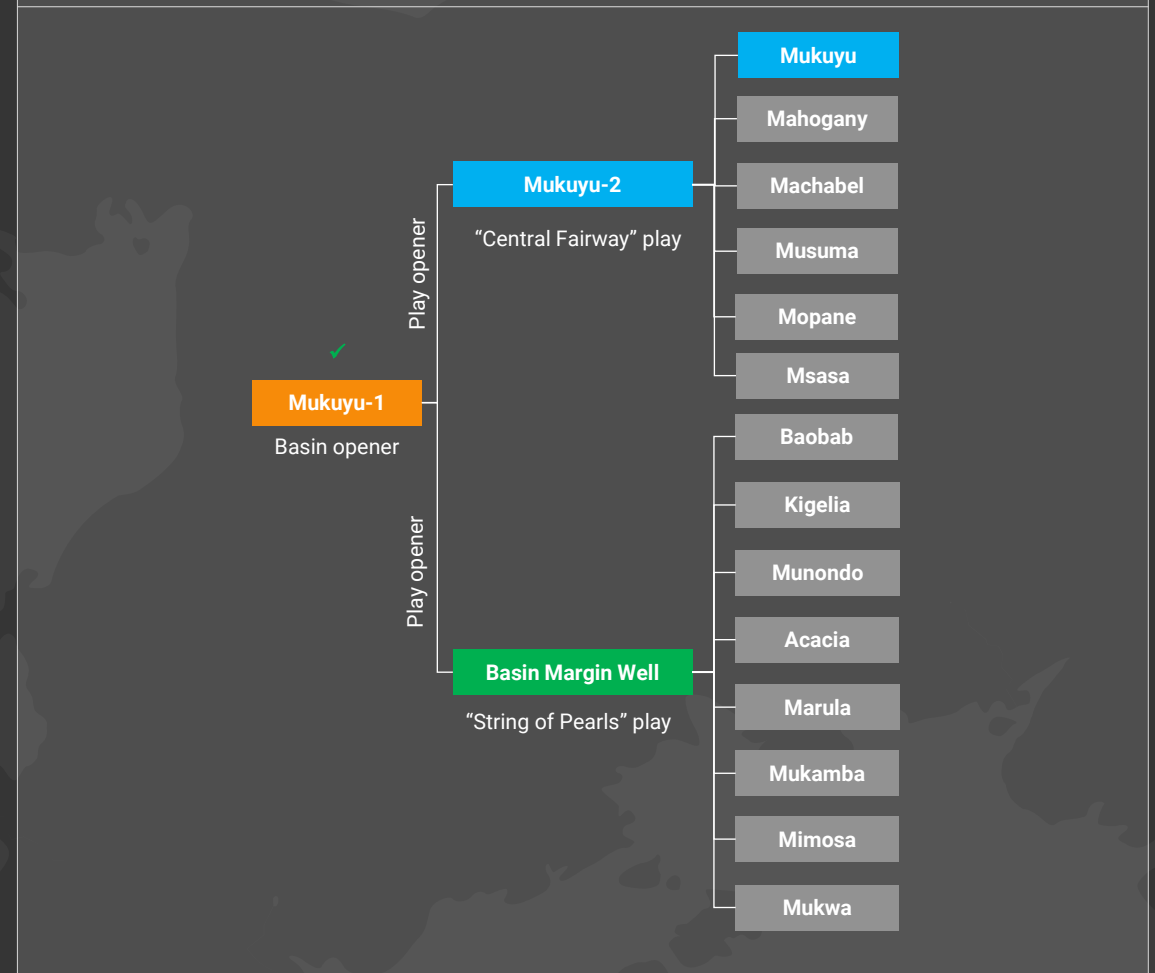 Mukuyu
Mahogany
Mukuyu-2
Machabel
“Central Fairway” play
Musuma
Play opener
Mopane
✓
Msasa
Mukuyu-1
Baobab
Basin opener
Kigelia
Play opener
Munondo
Acacia
Basin Margin Well
“String of Pearls” play
Marula
Mukamba
Mimosa
Mukwa